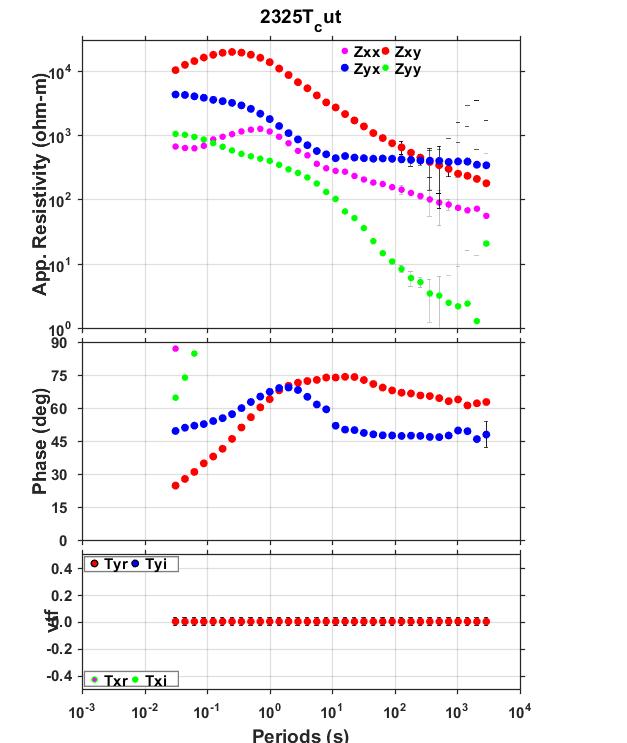 2325T_cut
Zxx Zxy
Zyx Zyy
App. Resistivity (ohm-m)
10^4
10^3
10^2
10^1
10^0
Phase (deg)
90
75
60
45
30
15
0
Tyr Tyi
vtf
0.4
0.2
0.0
-0.2
-0.4
Txr Txi
10^-3 10^-2 10^-1 10^0 10^1 10^2 10^3 10^4
Periods (s)